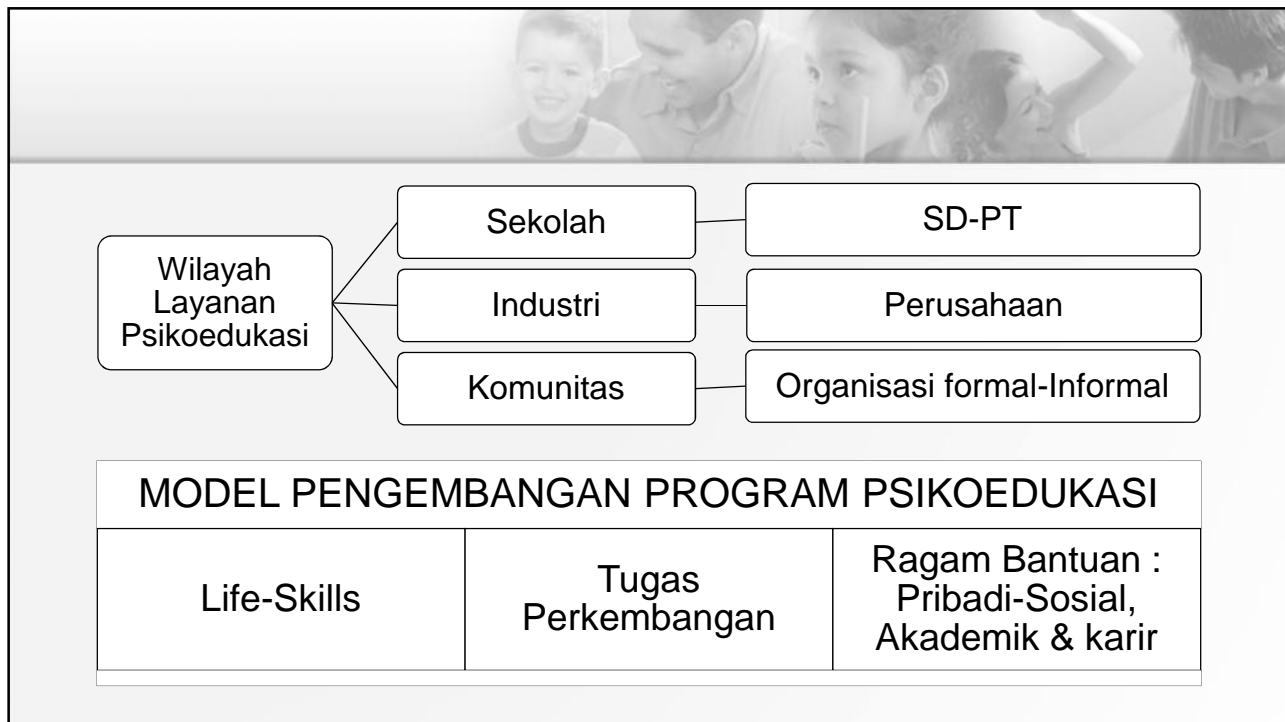 Wilayah
Layanan
Psikoedukasi
Sekolah
SD-PT
Industri
Perusahaan
Komunitas
Organisasi formal-Informal
MODEL PENGEMBANGAN PROGRAM PSIKOEDUKASI
Life-Skills
Tugas
Perkembangan
Ragam Bantuan :
Pribadi-Sosial,
Akademik & karir